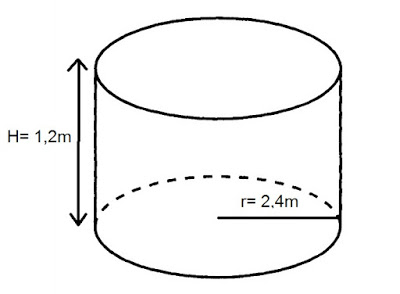 H= 1,2m
r= 2,4m